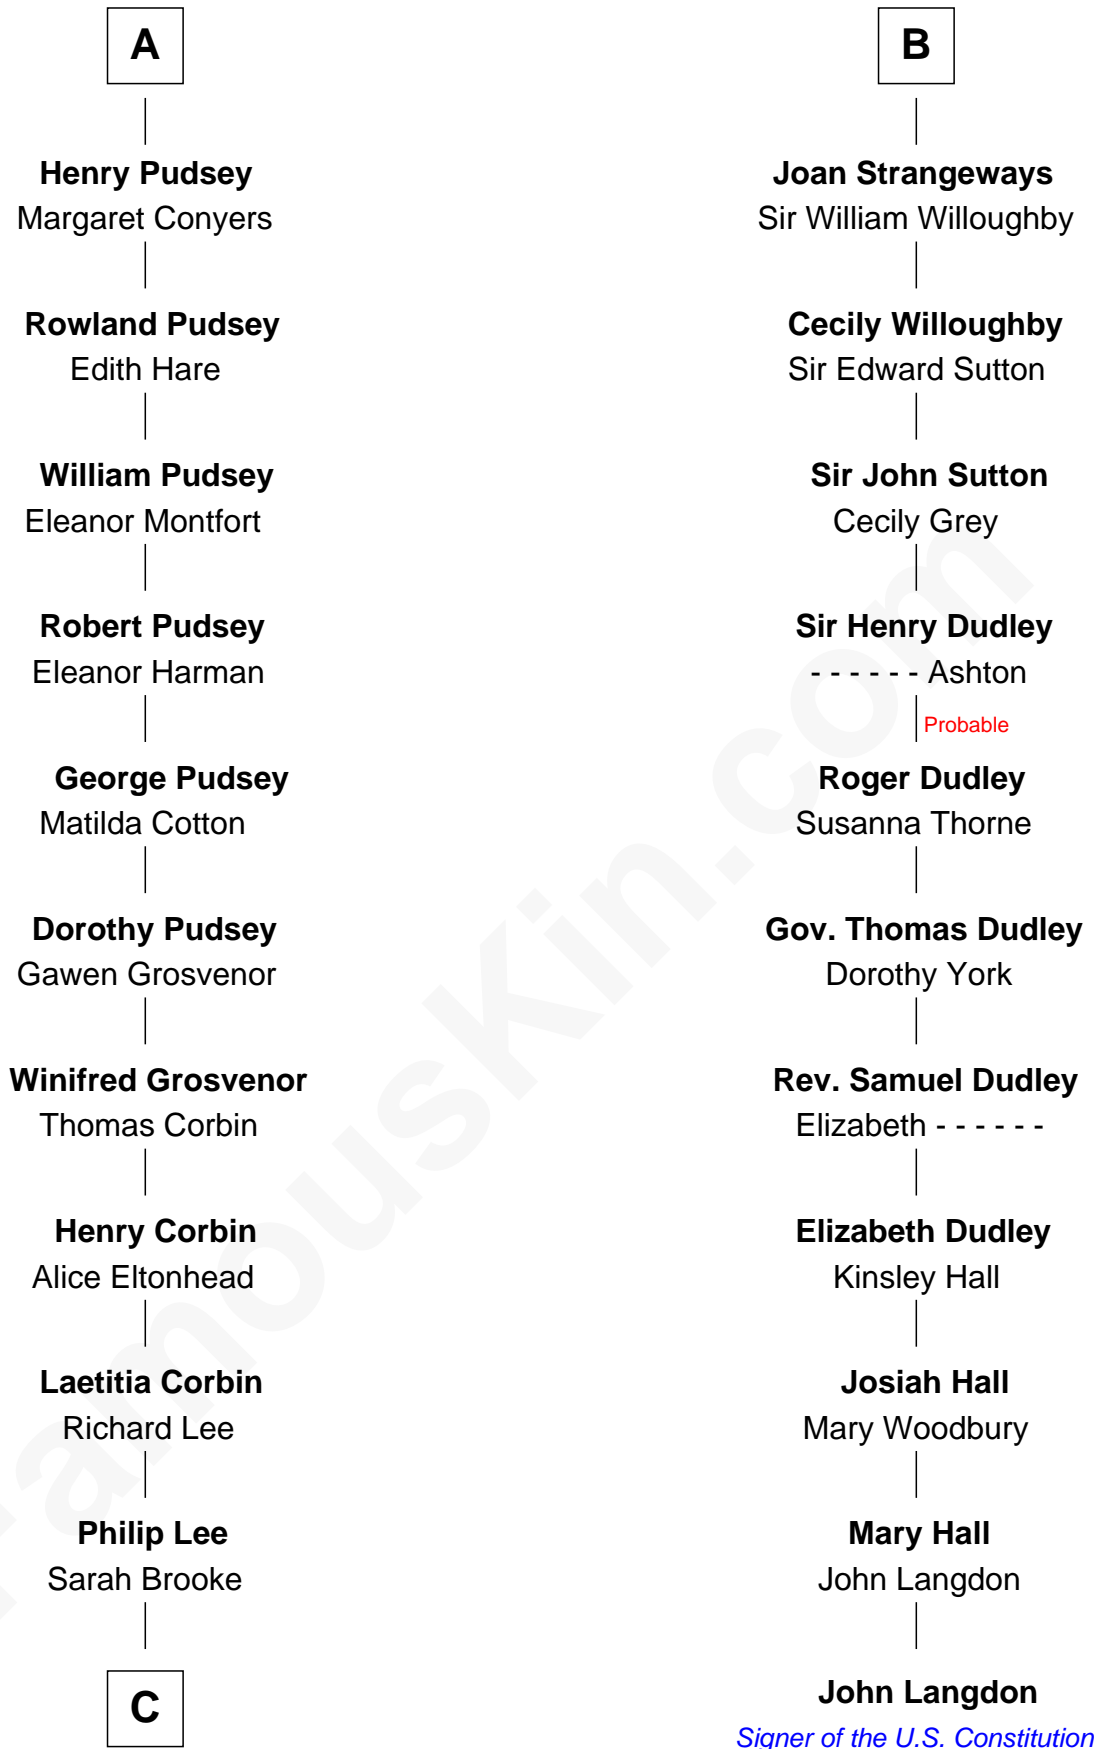 A
Henry Pudsey
Margaret Conyers
Rowland Pudsey
Edith Hare
William Pudsey
Eleanor Montfort
Robert Pudsey
Eleanor Harman
George Pudsey
Matilda Cotton
Dorothy Pudsey
Gawen Grosvenor
Winifred Grosvenor
Thomas Corbin
Henry Corbin
Alice Eltonhead
Laetitia Corbin
Richard Lee
Philip Lee
Sarah Brooke
C
B
Joan Strangeways
Sir William Willoughby
Cecily Willoughby
Sir Edward Sutton
Sir John Sutton
Cecily Grey
Sir Henry Dudley
- - - - - - Ashton
Probable
Roger Dudley
Susanna Thorne
Gov. Thomas Dudley
Dorothy York
Rev. Samuel Dudley
Elizabeth - - - - - -
Elizabeth Dudley
Kinsley Hall
Josiah Hall
Mary Woodbury
Mary Hall
John Langdon
John Langdon
Signer of the U.S. Constitution
FamousKin.com